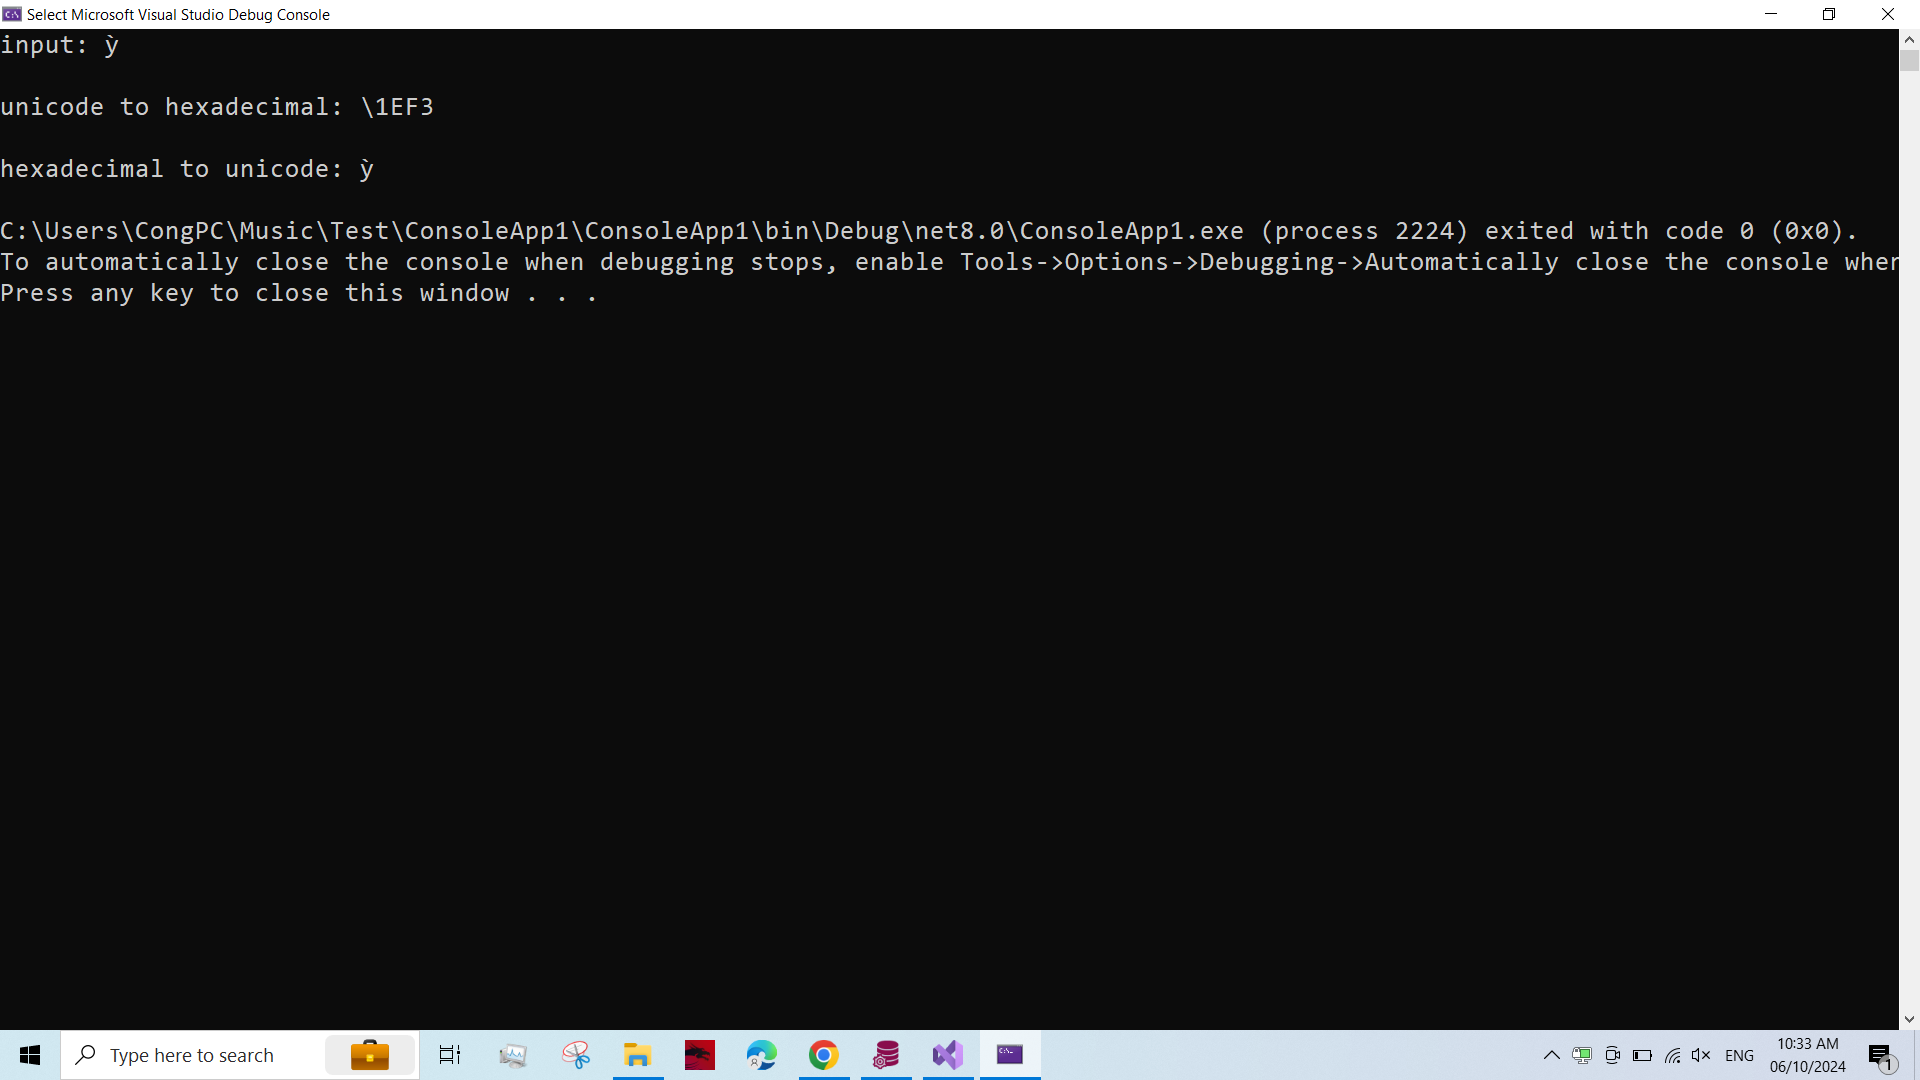 Select Microsoft Visual Studio Debug Console
input: ỳ
unicode to hexadecimal: \1EF3
hexadecimal to unicode: ỳ
C:\Users\CongPC\Music\Test\ConsoleApp1\ConsoleApp1\bin\Debug\net8.0\ConsoleApp1.exe (process 2224) exited with code 0 (0x0).
To automatically close the console when debugging stops, enable Tools->Options->Debugging->Automatically close the console when
Press any key to close this window . . .
Type here to search
ENG
10:33 AM
06/10/2024
1